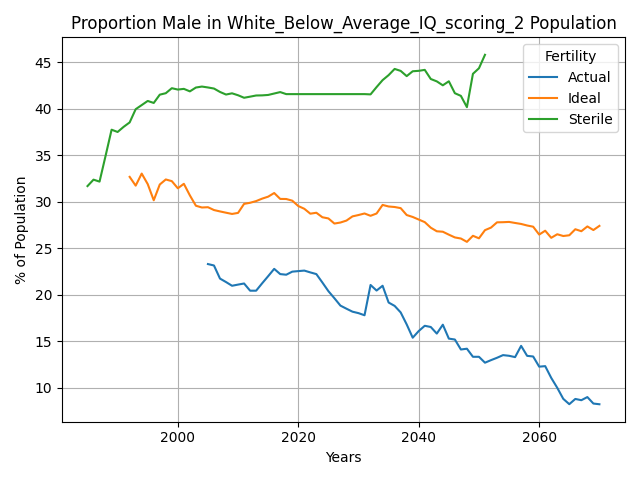 Proportion Male in White_Below_Average_IQ_scoring_2 Population
% of Population
45
40
35
30
25
20
15
10
2000
2020
2040
2060
Years
Fertility
Actual
Ideal
Sterile